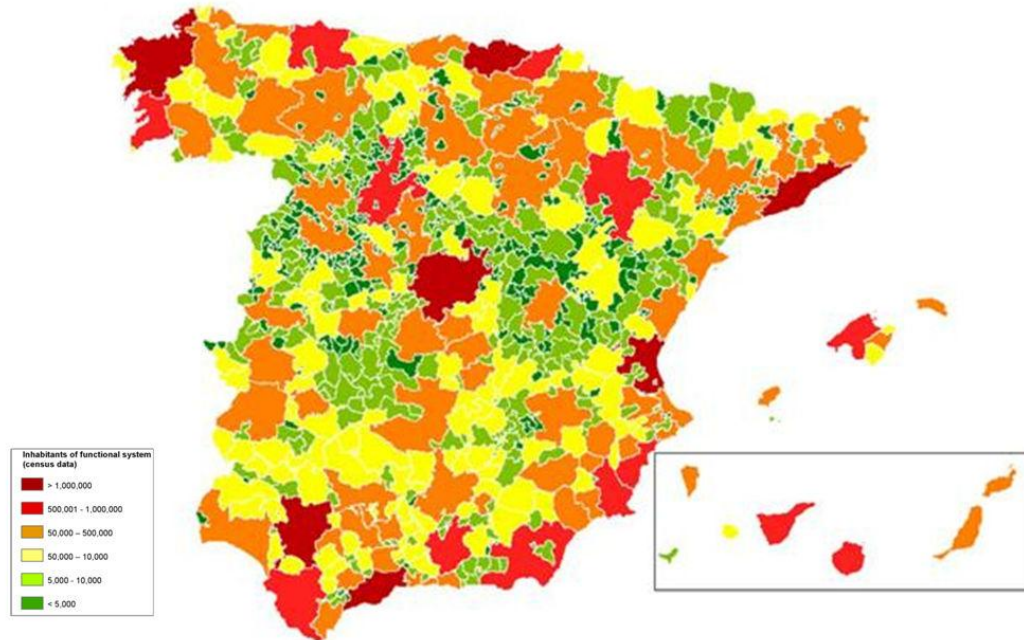 Inhabitants of functional system
(census data)
> 1,000,000
500,001 - 1,000,000
50,000 – 500,000
50,000 – 10,000
5,000 - 10,000
< 5,000